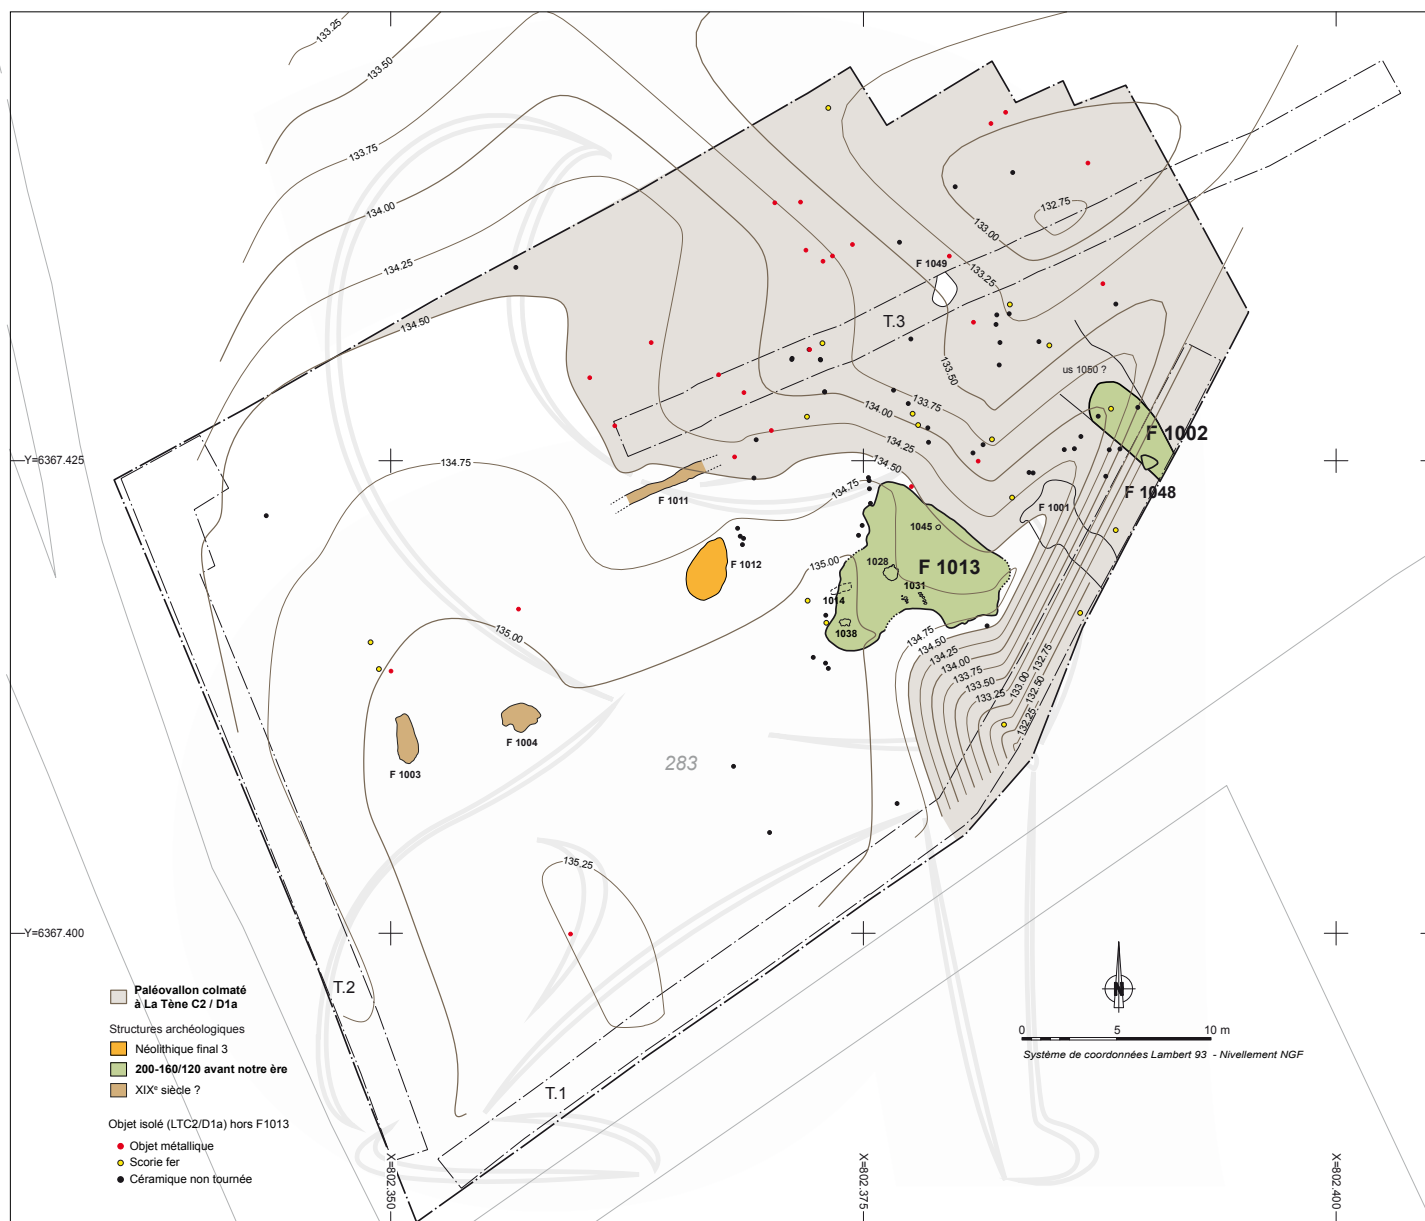 133.25
133.50
133.75
134.00
134.25
134.50
132.75
133.00
133.25
F 1049
T.3
133.50
us 1050 ?
133.75
134.00
134.25
134.50
134.75
F 1002
F 1048
Y=6367.425
134.75
F 1011
F 1001
1045
F 1012
135.00
1028
F 1013
1031
1014
1038
135.00
134.75
134.50
134.25
134.00
133.75
133.50
133.25
133.00
132.75
132.50
132.25
F 1004
F 1003
283
135.25
Y=6367.400
T.2
T.1
N
0 5 10 m
Système de coordonnées Lambert 93 - Nivellement NGF
Paléovallon colmaté
à La Tène C2 / D1a
Structures archéologiques
Néolithique final 3
200-160/120 avant notre ère
XIXe siècle ?
Objet isolé (LTC2/D1a) hors F1013
Objet métallique
Scorie fer
Céramique non tournée
X=802.350
X=802.375
X=802.400